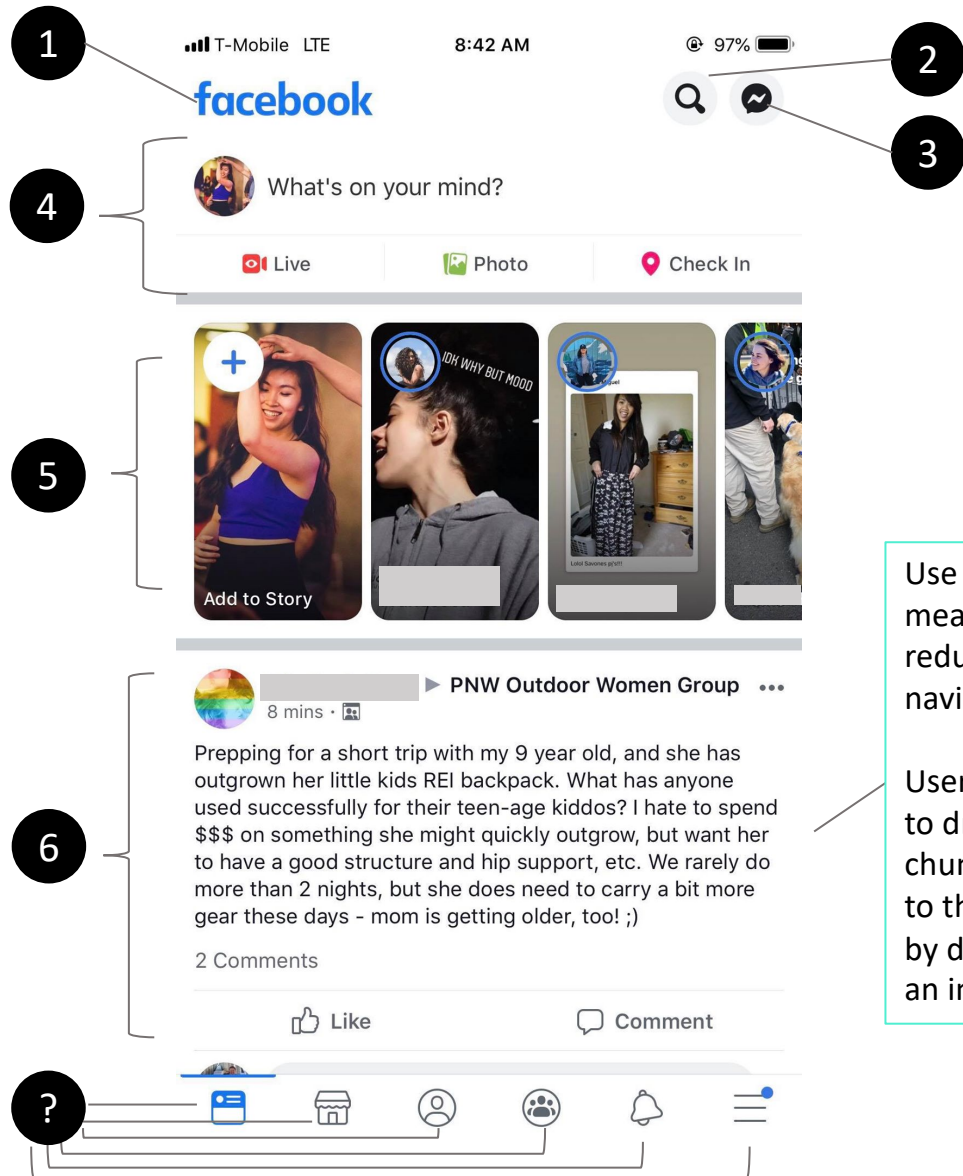 1
T-Mobile LTE 8:42 AM 97%
2
facebook
3
4
What's on your mind?
Live Photo Check In
IDK WHY BUT MOOD
5
Lolol Savones pj's!!!
Add to Story
Use
mea
redu
navi
PNW Outdoor Women Group
8 mins ·
User
to d
chu
to th
by d
an i
6
Prepping for a short trip with my 9 year old, and she has
outgrown her little kids REI backpack. What has anyone
used successfully for their teen-age kiddos? I hate to spend
$$$ on something she might quickly outgrow, but want her
to have a good structure and hip support, etc. We rarely do
more than 2 nights, but she does need to carry a bit more
gear these days - mom is getting older, too! ;)
2 Comments
Like Comment
?